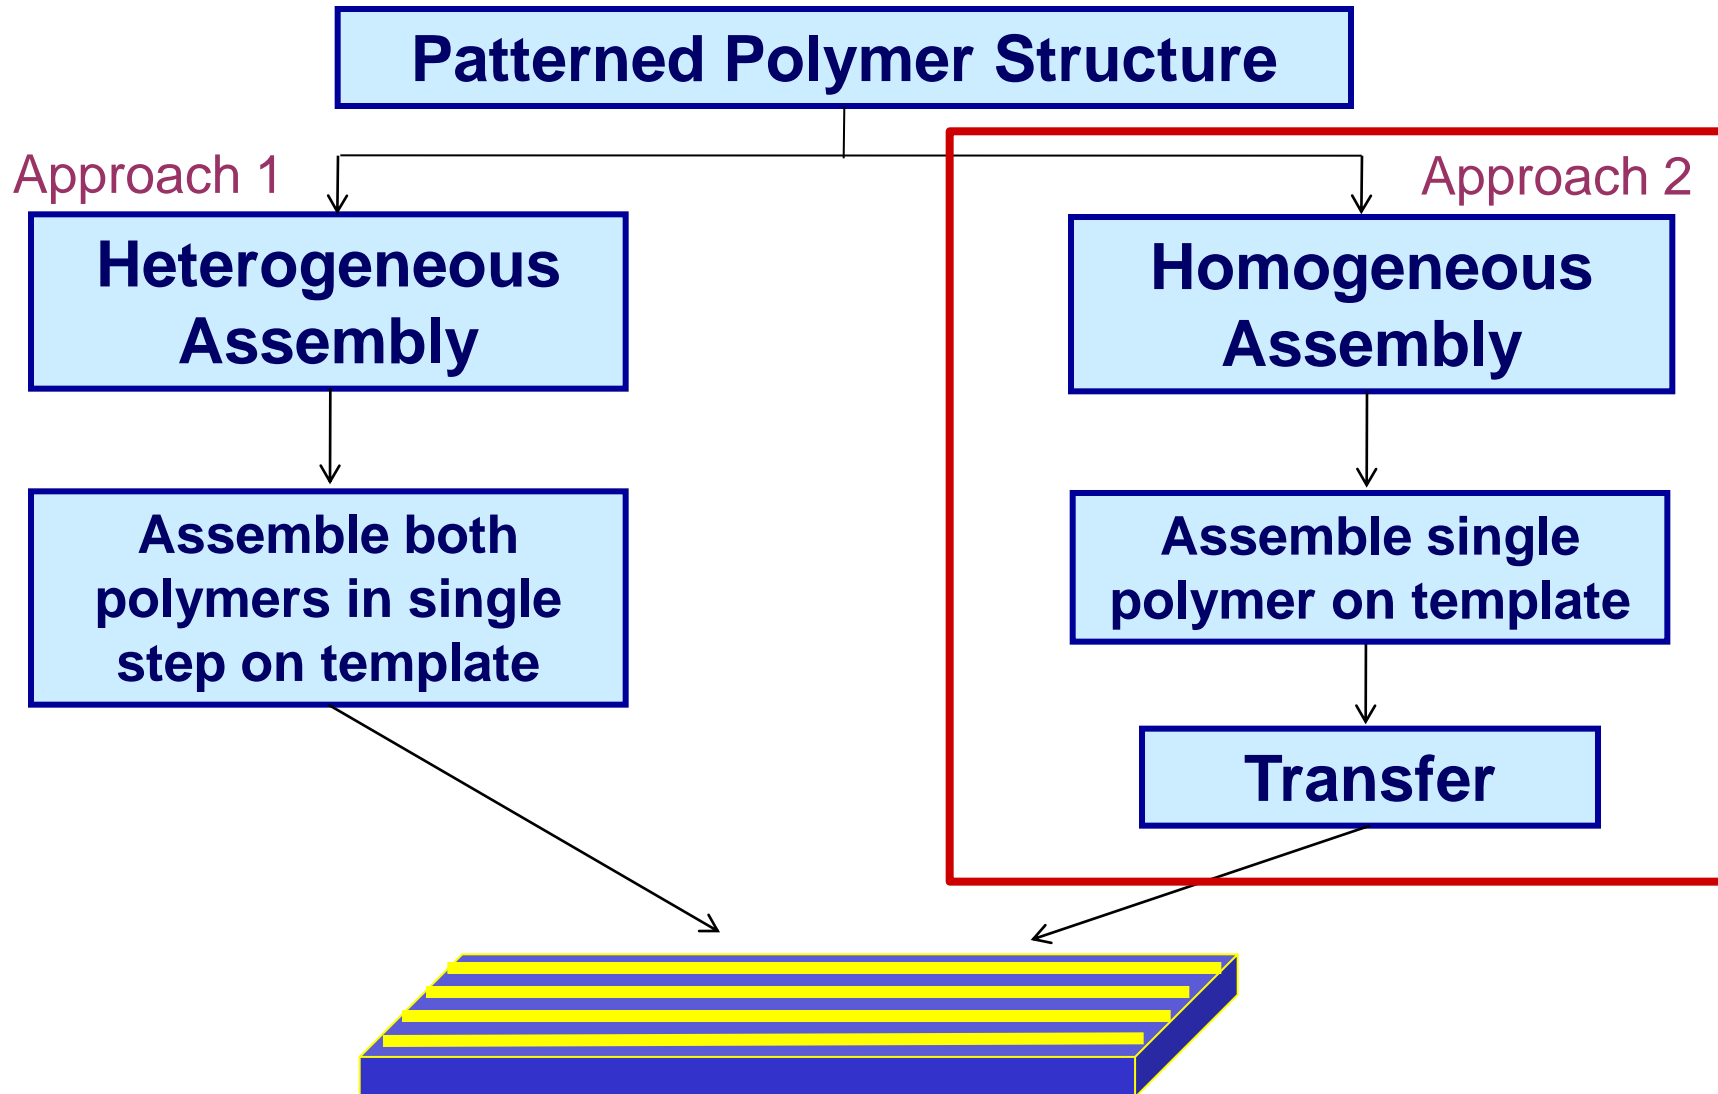 Patterned Polymer Structure
Approach 1
Heterogeneous
Assembly
Assemble both
polymers in single
step on template
Approach 2
Homogeneous
Assembly
Assemble single
polymer on template
Transfer